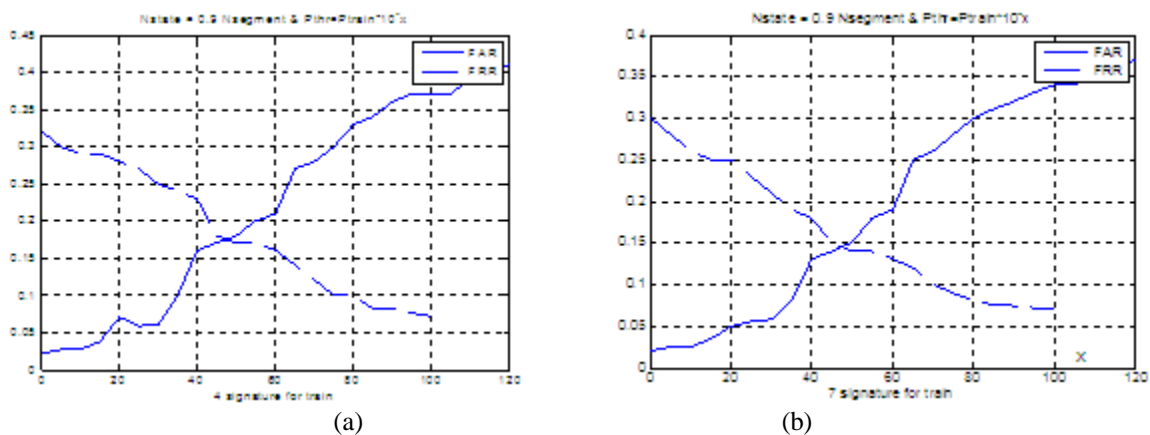 Nstate = 0.9 Nsegment & Pthr=Ptrain*10^x
0.45
0.4
0.35
0.3
0.25
0.2
0.15
0.1
0.05
0
FAR
FRR
0 20 40 60 80 100 120
4 signature for train
(a)
Nstate = 0.9 Nsegment & Pthr=Ptrain*10^x
0.4
0.35
0.3
0.25
0.2
0.15
0.1
0.05
0
FAR
FRR
X
0 20 40 60 80 100 120
7 signature for train
(b)